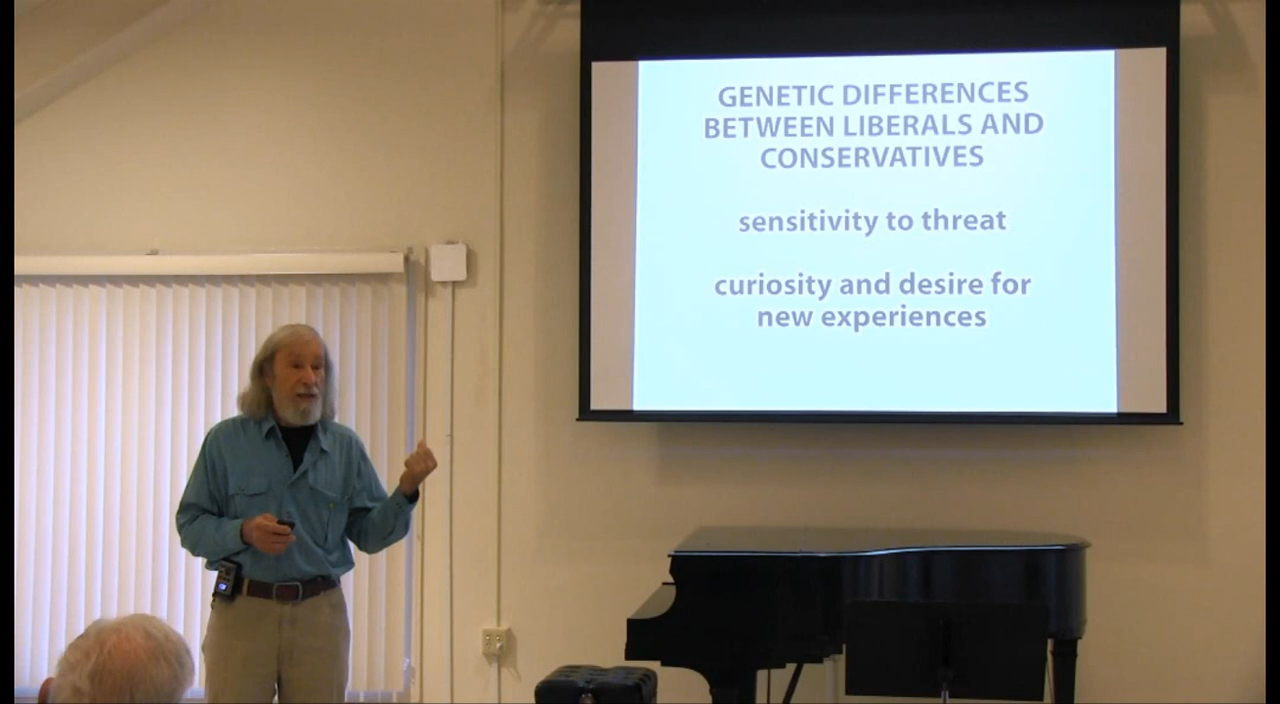 GENETIC DIFFERENCES
BETWEEN LIBERALS AND
CONSERVATIVES
sensitivity to threat
curiosity and desire for
new experiences